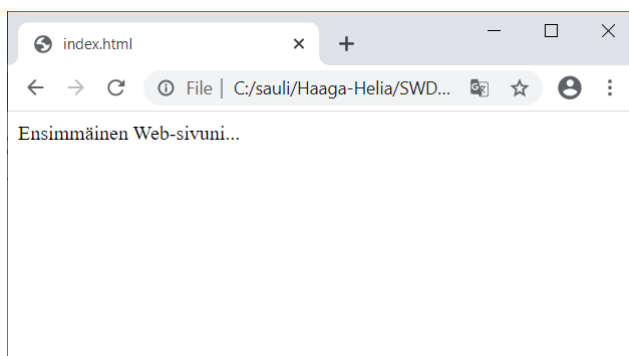 index.html
File | C:/sauli/Haaga-Helia/SWD...
Ensimmäinen Web-sivuni...